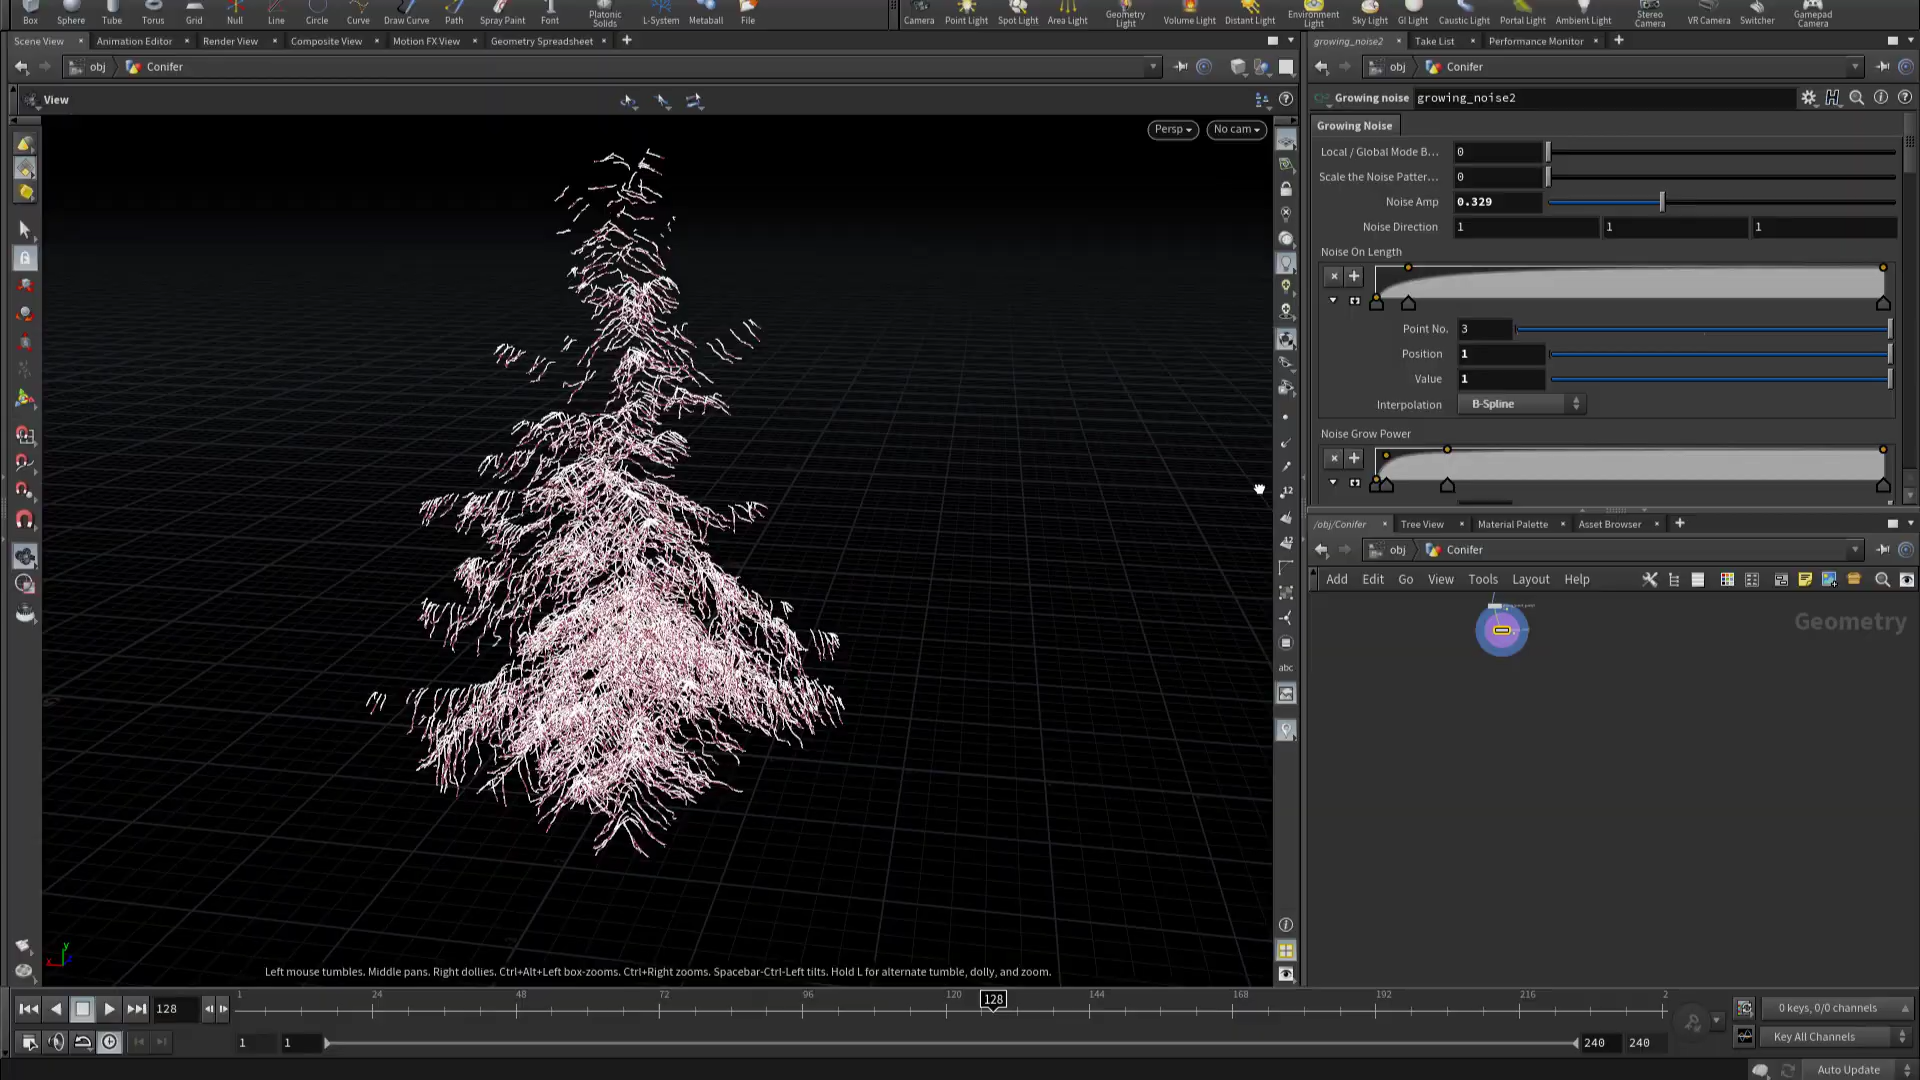 Box Sphere Tube Torus Grid Null Line Circle Curve Draw Curve Path Spray Paint Font Platonic Solids L-System Metaball File
Camera Point Light Spot Light Area Light Geometry Light Volume Light Distant Light Environment Light Sky Light GI Light Caustic Light Portal Light Ambient Light Stereo Camera VR Camera Switcher Gamepad Camera
Scene View Animation Editor Render View Composite View Motion FX View Geometry Spreadsheet
growing_noise2 Take List Performance Monitor
obj Conifer
obj Conifer
View
Growing noise growing_noise2
Growing Noise
Persp No cam
Local / Global Mode B... 0
Scale the Noise Patter... 0
Noise Amp 0.329
Noise Direction 1 1 1
Noise On Length
Point No. 3
Position 1
Value 1
Interpolation B-Spline
Noise Grow Power
12
12
abc
/obj/Conifer Tree View Material Palette Asset Browser
obj Conifer
Add Edit Go View Tools Layout Help
Geometry
y
x
Left mouse tumbles. Middle pans. Right dollies. Ctrl+Alt+Left box-zooms. Ctrl+Right zooms. Spacebar-Ctrl-Left tilts. Hold L for alternate tumble, dolly, and zoom.
128 1 24 48 72 96 120 128 144 168 192 216 2
0 keys, 0/0 channels
1 1 240 240
Key All Channels
Auto Update